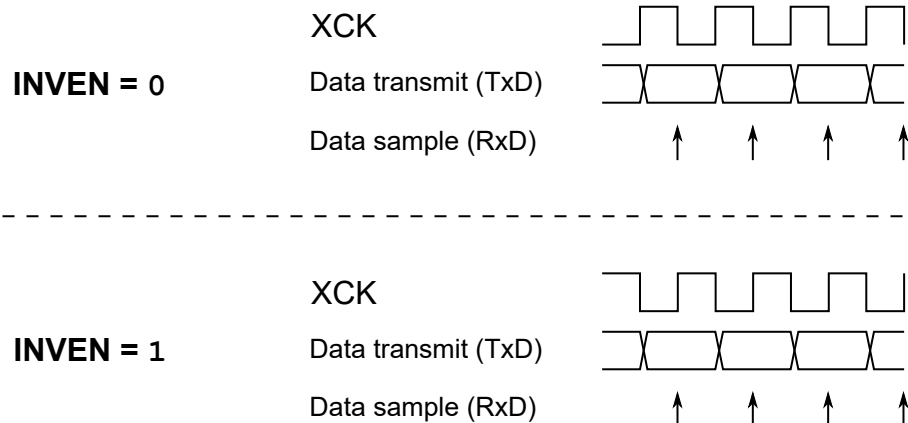 XCK
INVEN = 0
Data transmit (TxD)
Data sample (RxD)
XCK
INVEN = 1
Data transmit (TxD)
Data sample (RxD)